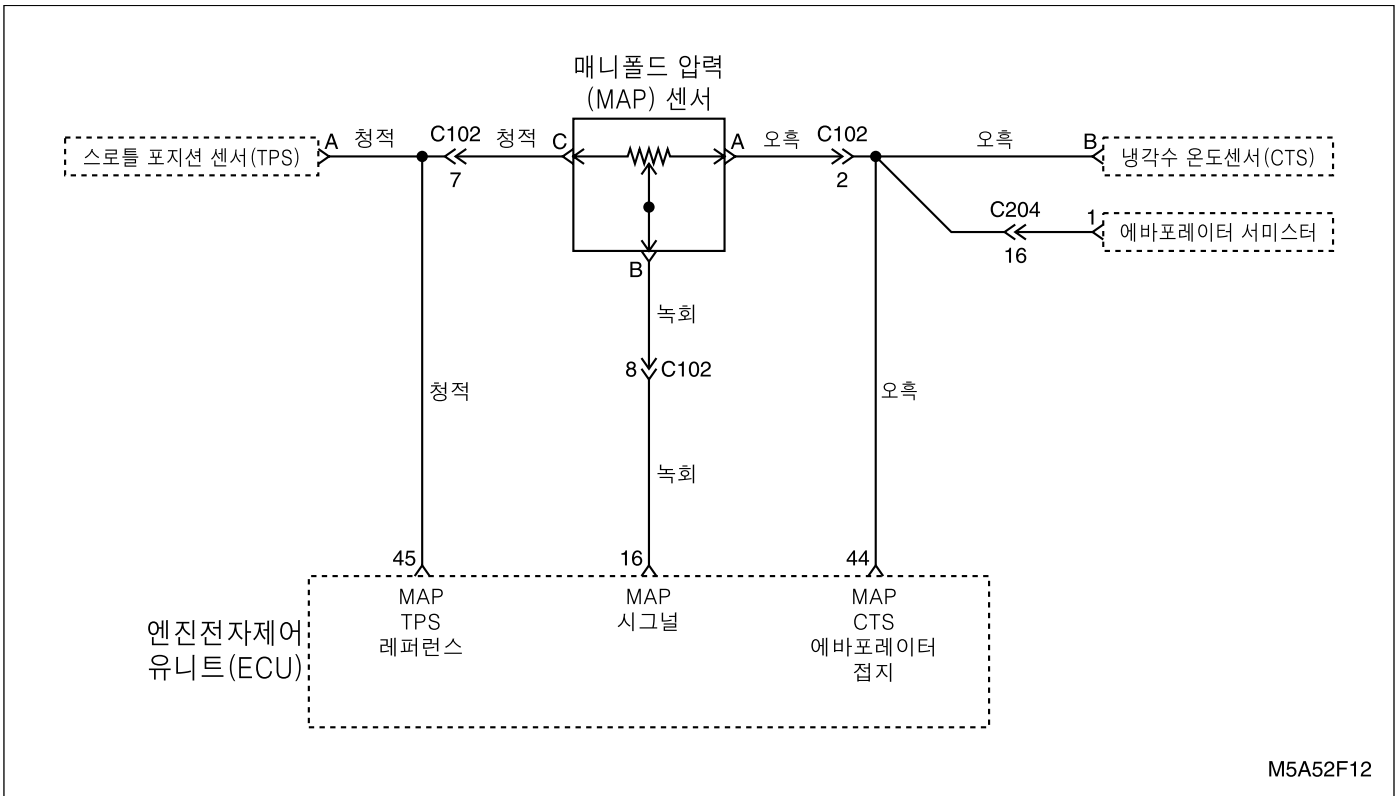 매니폴드 압력
(MAP) 센서
스로틀 포지션 센서(TPS)
A
청적
C102
7
청적
C
A
오흑
C102
2
오흑
B
냉각수 온도센서(CTS)
C204
16
1
에바포레이터 서미스터
B
녹회
8
C102
청적
오흑
녹회
45
16
44
MAP
TPS
레퍼런스
MAP
시그널
MAP
CTS
에바포레이터
접지
엔진전자제어
유니트(ECU)
M5A52F12